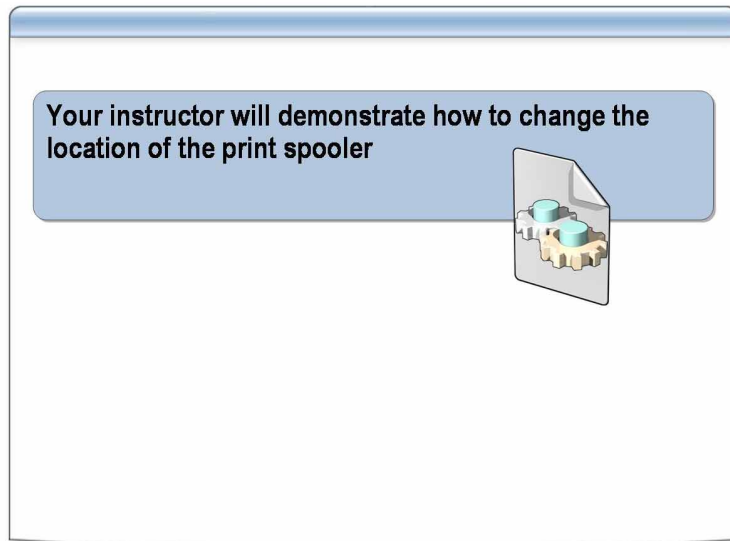 Your instructor will demonstrate how to change the
location of the print spooler